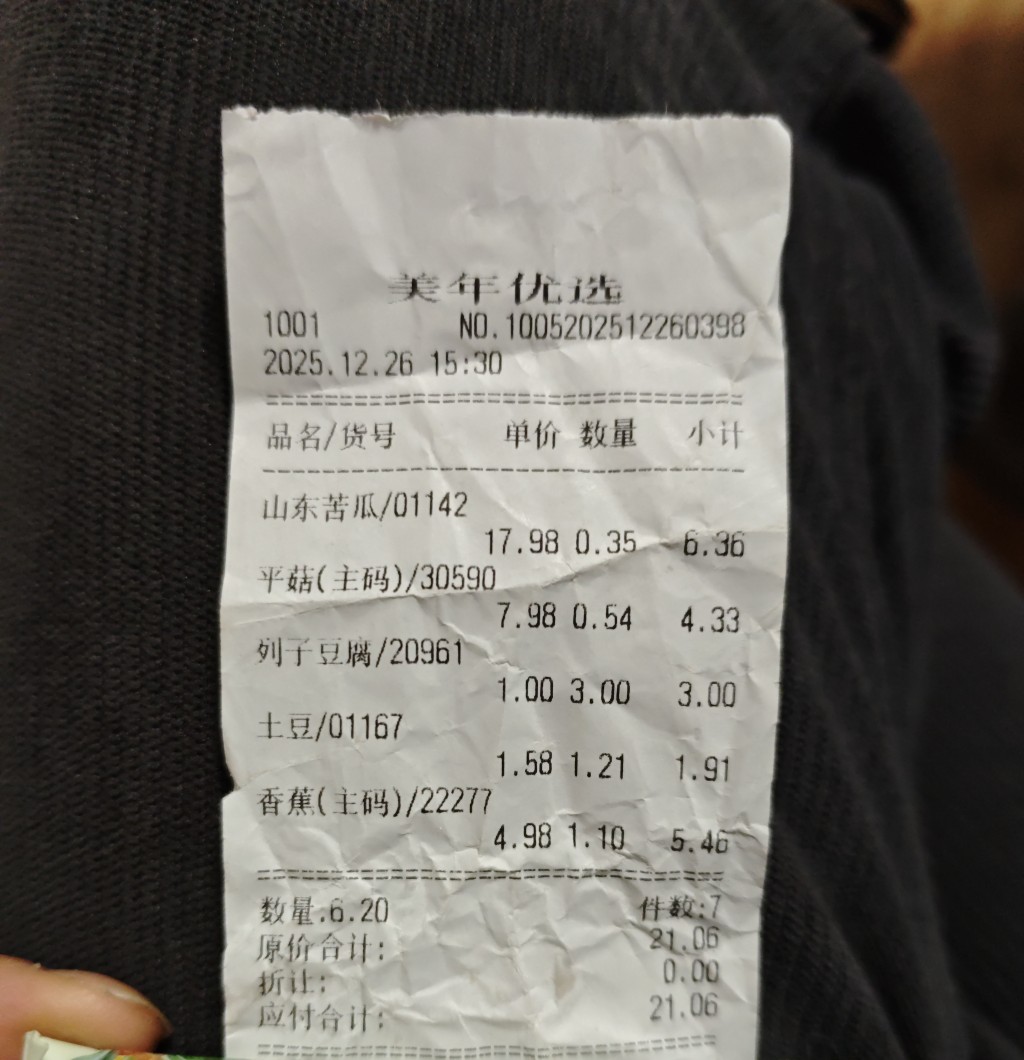 美年优选
1001 NO.1005202512260398
2025.12.26 15:30
品名/货号 单价 数量 小计
山东苦瓜/01142
17.98 0.35 6.36
平菇(主码)/30590
7.98 0.54 4.33
列子豆腐/20961
1.00 3.00 3.00
土豆/01167
1.58 1.21 1.91
香蕉(主码)/22277
4.98 1.10 5.46
数量:6.20 件数:7
原价合计: 21.06
折让: 0.00
应付合计: 21.06